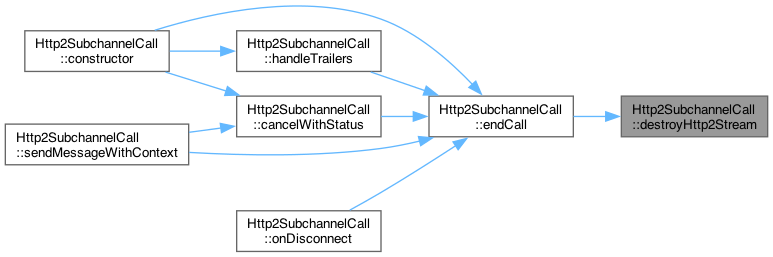 Http2SubchannelCall
::constructor
Http2SubchannelCall
::handleTrailers
Http2SubchannelCall
::cancelWithStatus
Http2SubchannelCall
::endCall
Http2SubchannelCall
::destroyHttp2Stream
Http2SubchannelCall
::sendMessageWithContext
Http2SubchannelCall
::onDisconnect